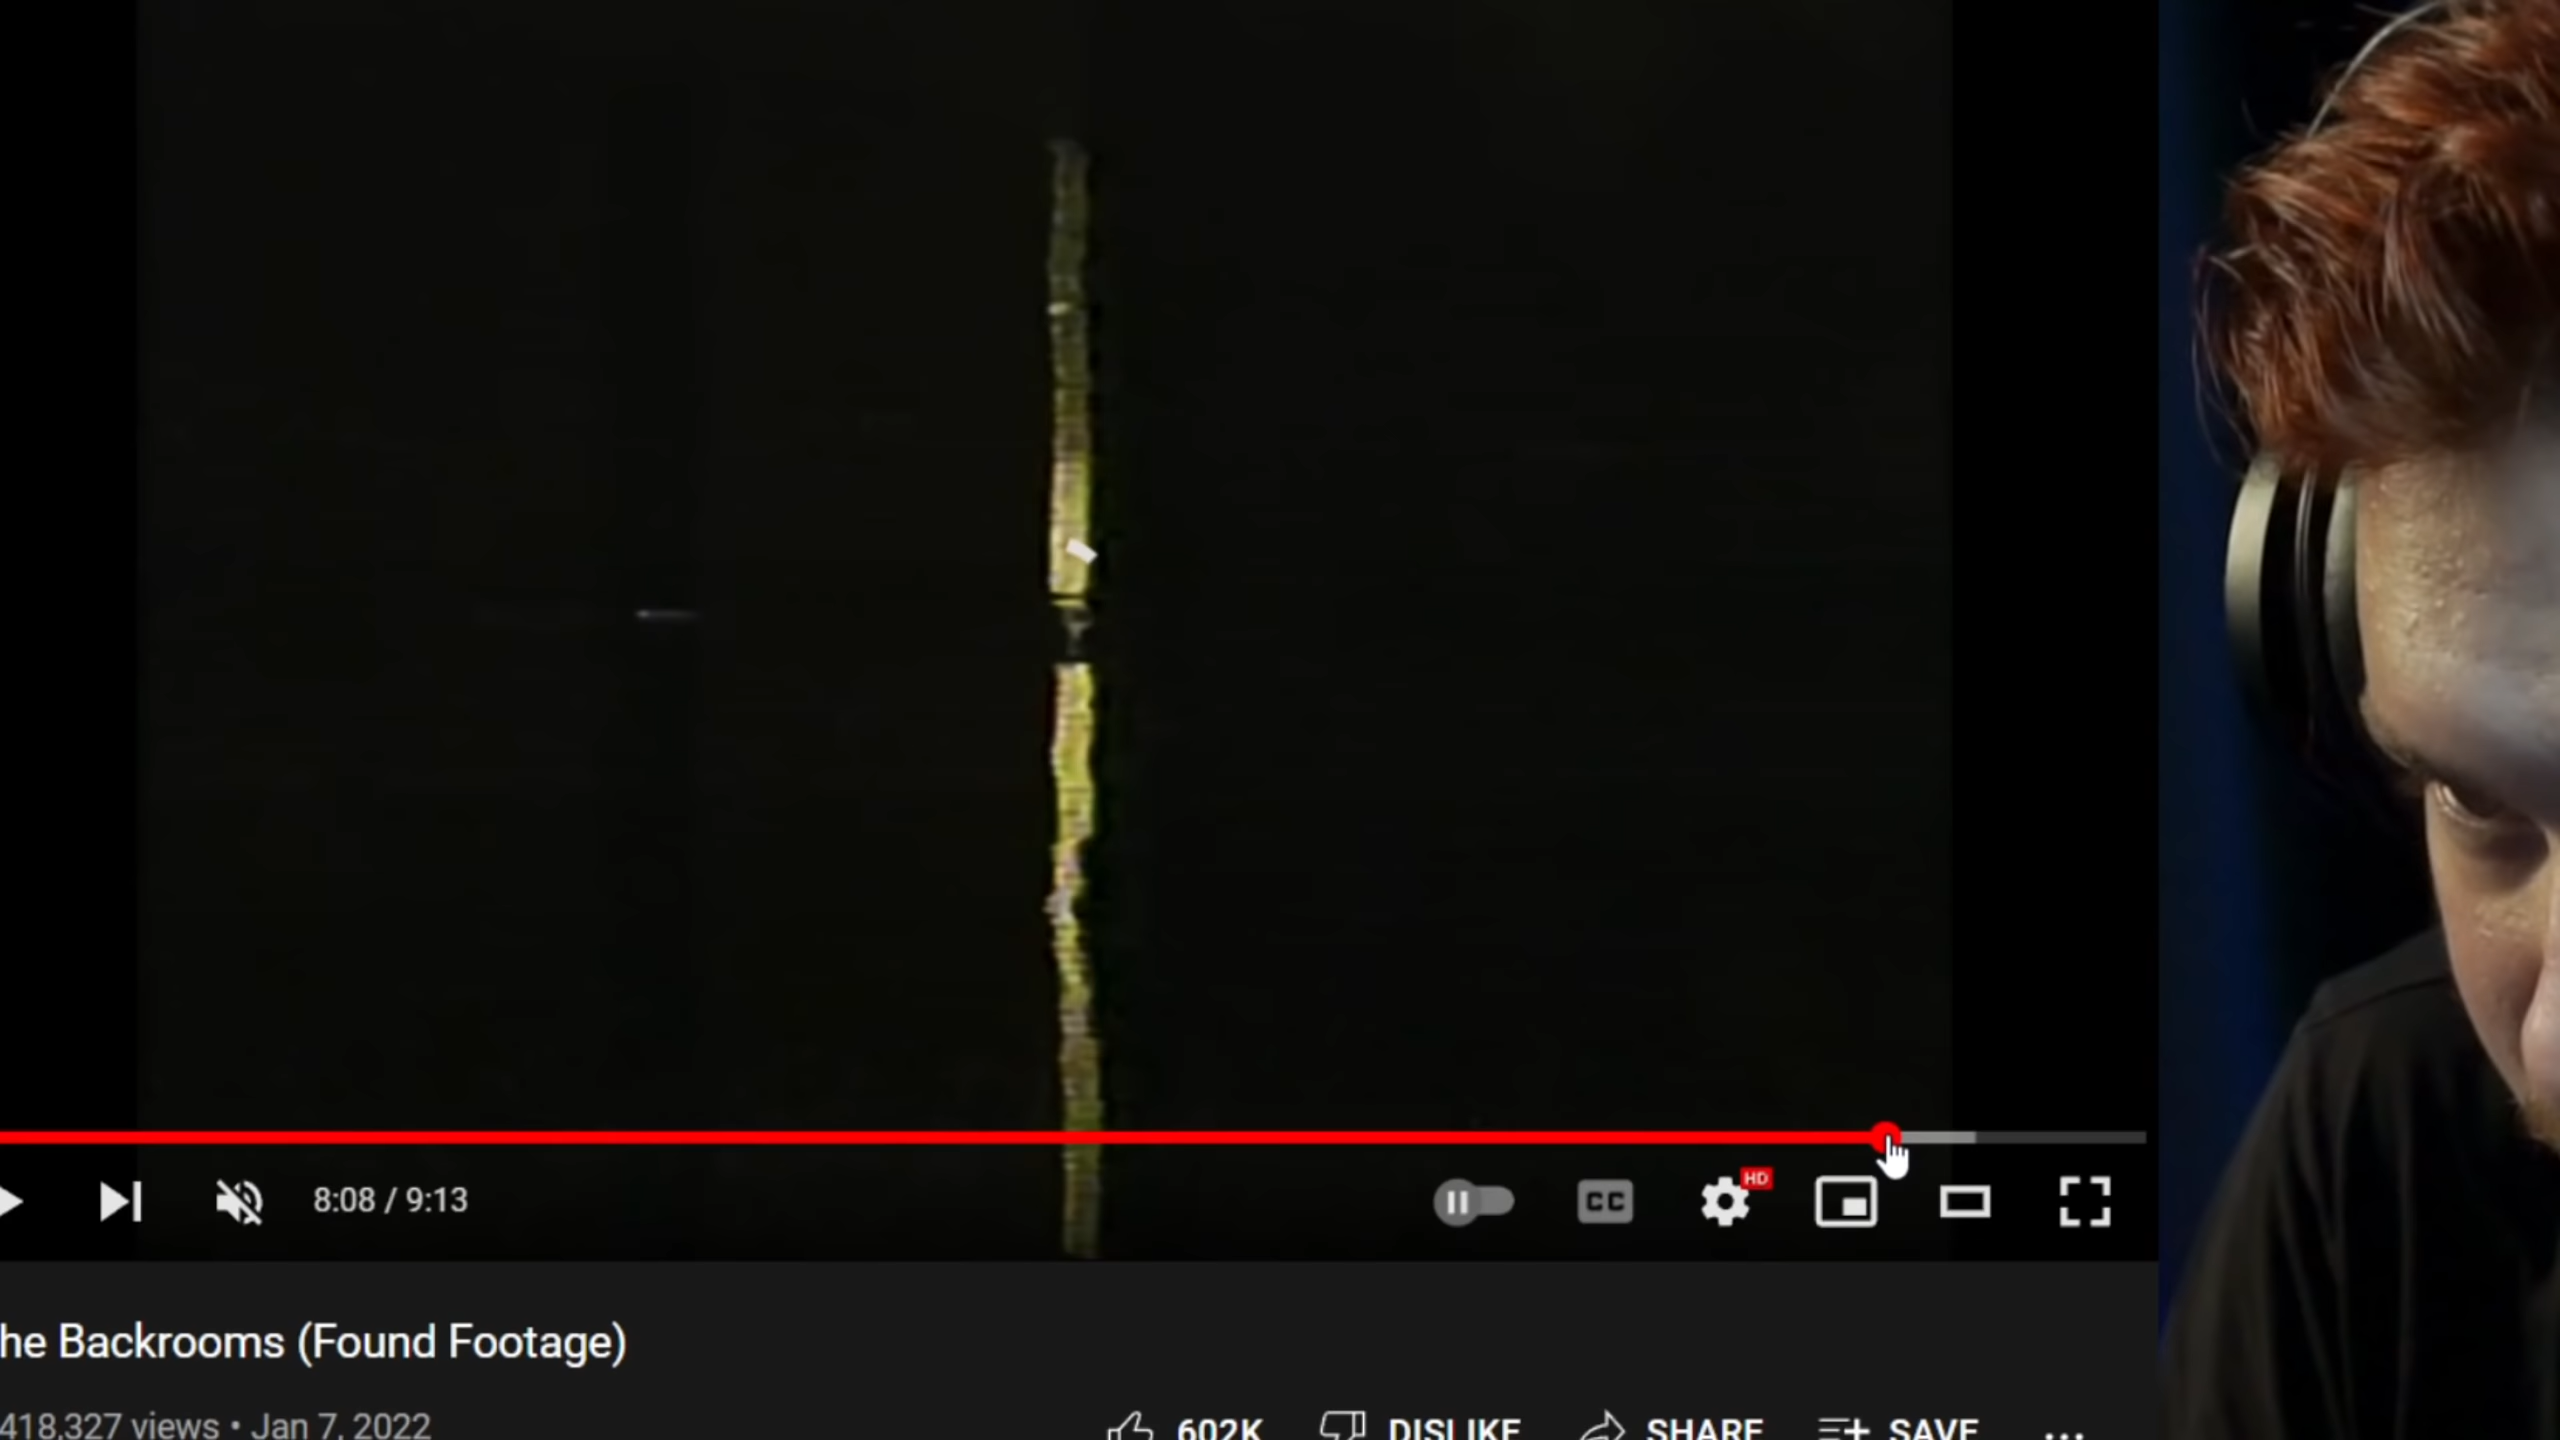 HD
8:08 / 9:13
CC
he Backrooms (Found Footage)
418,327 views • Jan 7, 2022
602K
DISLIKE
SHARE
SAVE